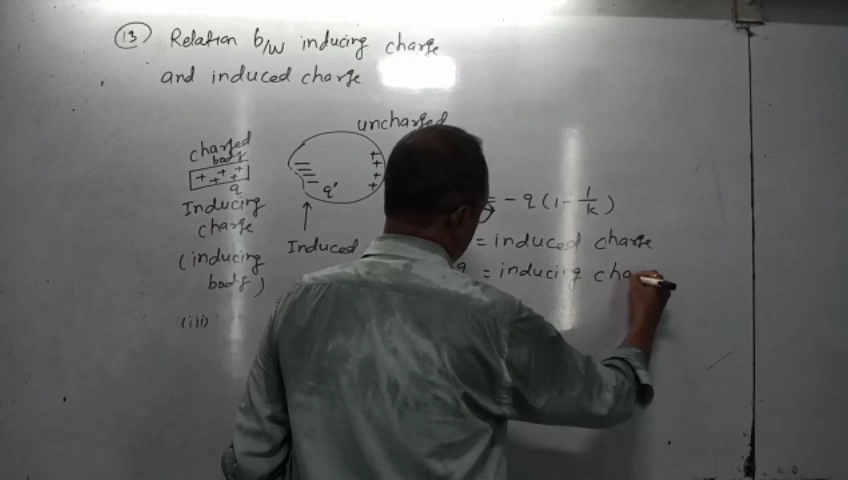 (13) Relation b/w inducing charge
and induced charge
uncharged
charged
body
+ + + + +
q
q'
Inducing
charge
(inducing
body)
Induced
= -q(1 - 1/k)
= induced charge
q = inducing cha
(iii)